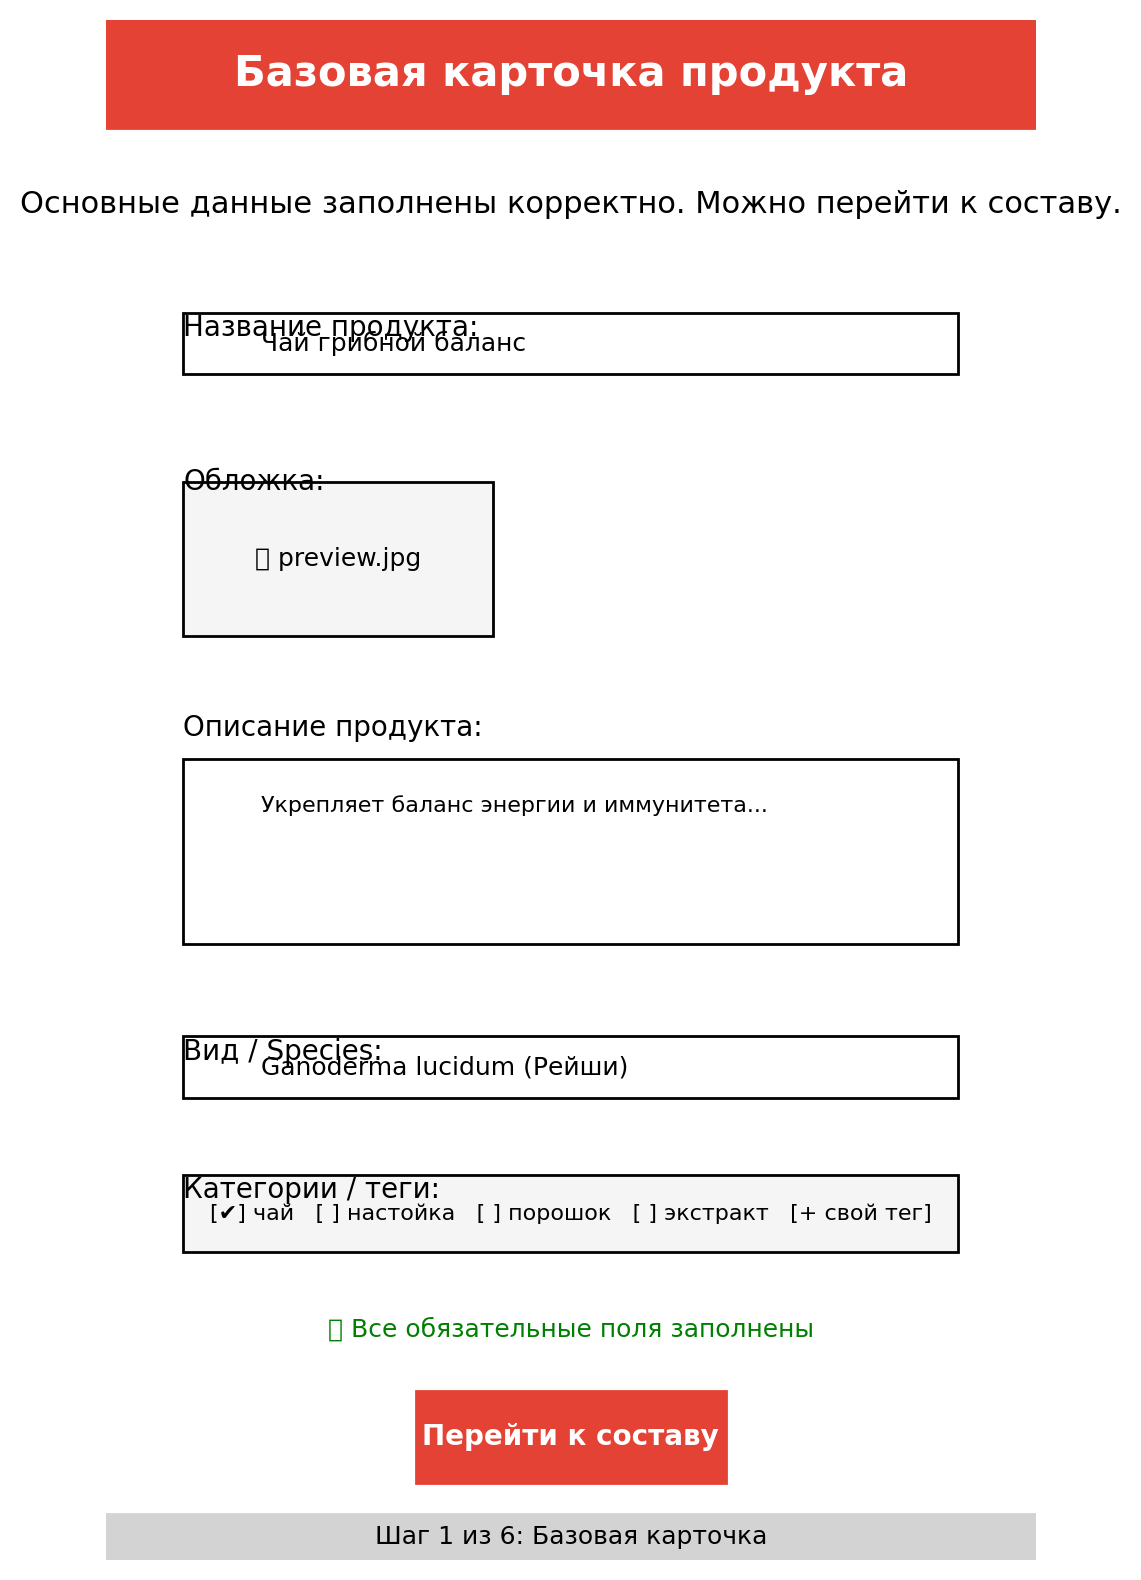 Базовая карточка продукта
Основные данные заполнены корректно. Можно перейти к составу.
Название продукта:
Чай грибной баланс
Обложка:
preview.jpg
Описание продукта:
Укрепляет баланс энергии и иммунитета...
Вид / Species:
Ganoderma lucidum (Рейши)
Категории / теги:
[✔] чай [ ] настойка [ ] порошок [ ] экстракт [+ свой тег]
Все обязательные поля заполнены
Перейти к составу
Шаг 1 из 6: Базовая карточка